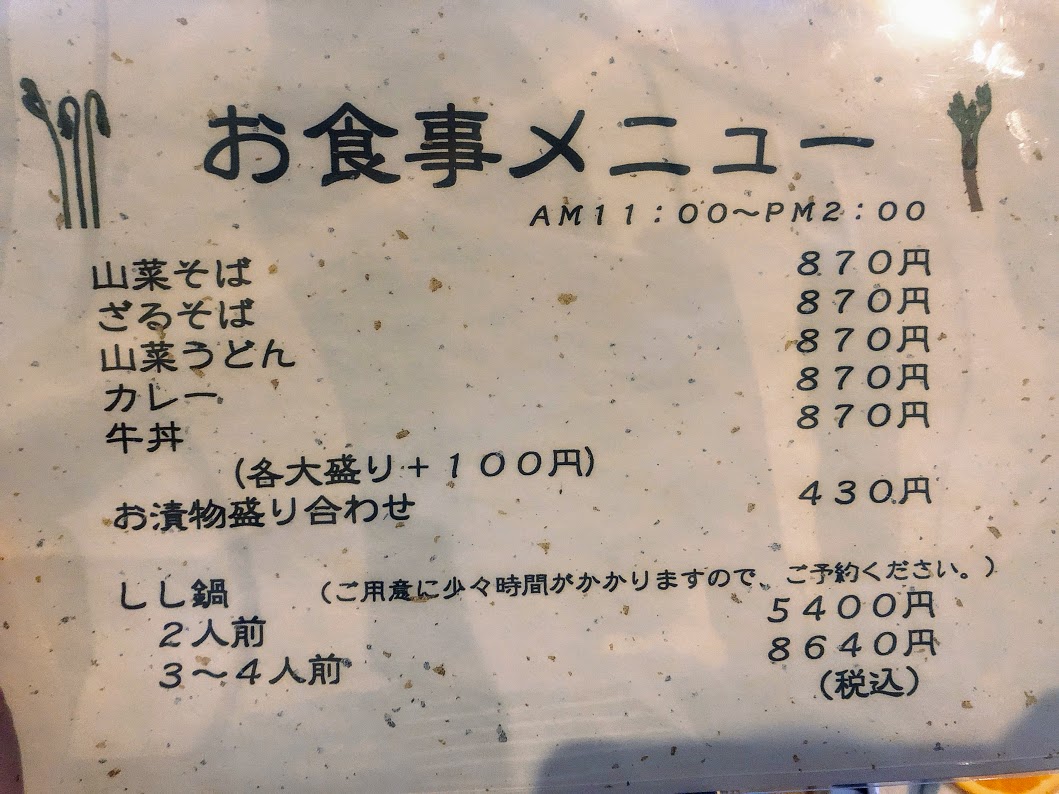 お食事メニュー
ＡＭ１１：００～ＰＭ２：００
山菜そば ８７０円
ざるそば ８７０円
山菜うどん ８７０円
カレー ８７０円
牛丼 ８７０円
（各大盛り＋１００円）
お漬物盛り合わせ ４３０円
しし鍋 （ご用意に少々時間がかかりますので、ご予約ください。）
２人前 ５４００円
３～４人前 ８６４０円
（税込）